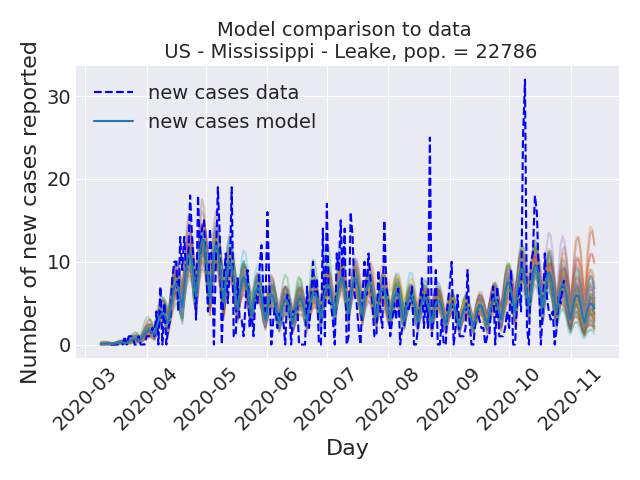 Model comparison to data
US - Mississippi - Leake, pop. = 22786
Number of new cases reported
30
20
10
0
new cases data
new cases model
2020-03
2020-04
2020-05
2020-06
2020-07
2020-08
2020-09
2020-10
2020-11
Day